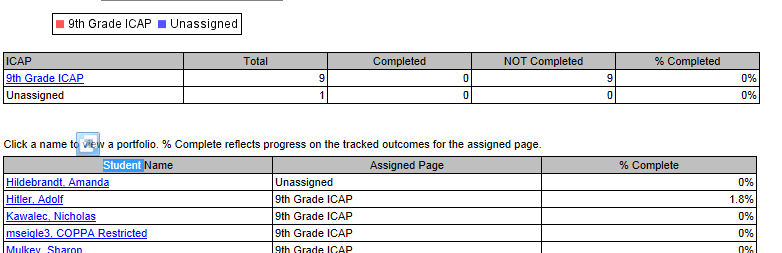 9th Grade ICAP Unassigned
ICAP Total Completed NOT Completed % Completed
9th Grade ICAP 9 0 9 0%
Unassigned 1 0 0 0%
Click a name to view a portfolio. % Complete reflects progress on the tracked outcomes for the assigned page.
Student Name Assigned Page % Complete
Hildebrandt, Amanda Unassigned 0%
Hitler, Adolf 9th Grade ICAP 1.8%
Kawalec, Nicholas 9th Grade ICAP 0%
mseigle3, COPPA Restricted 9th Grade ICAP 0%
Mulkey, Sharon 9th Grade ICAP 0%